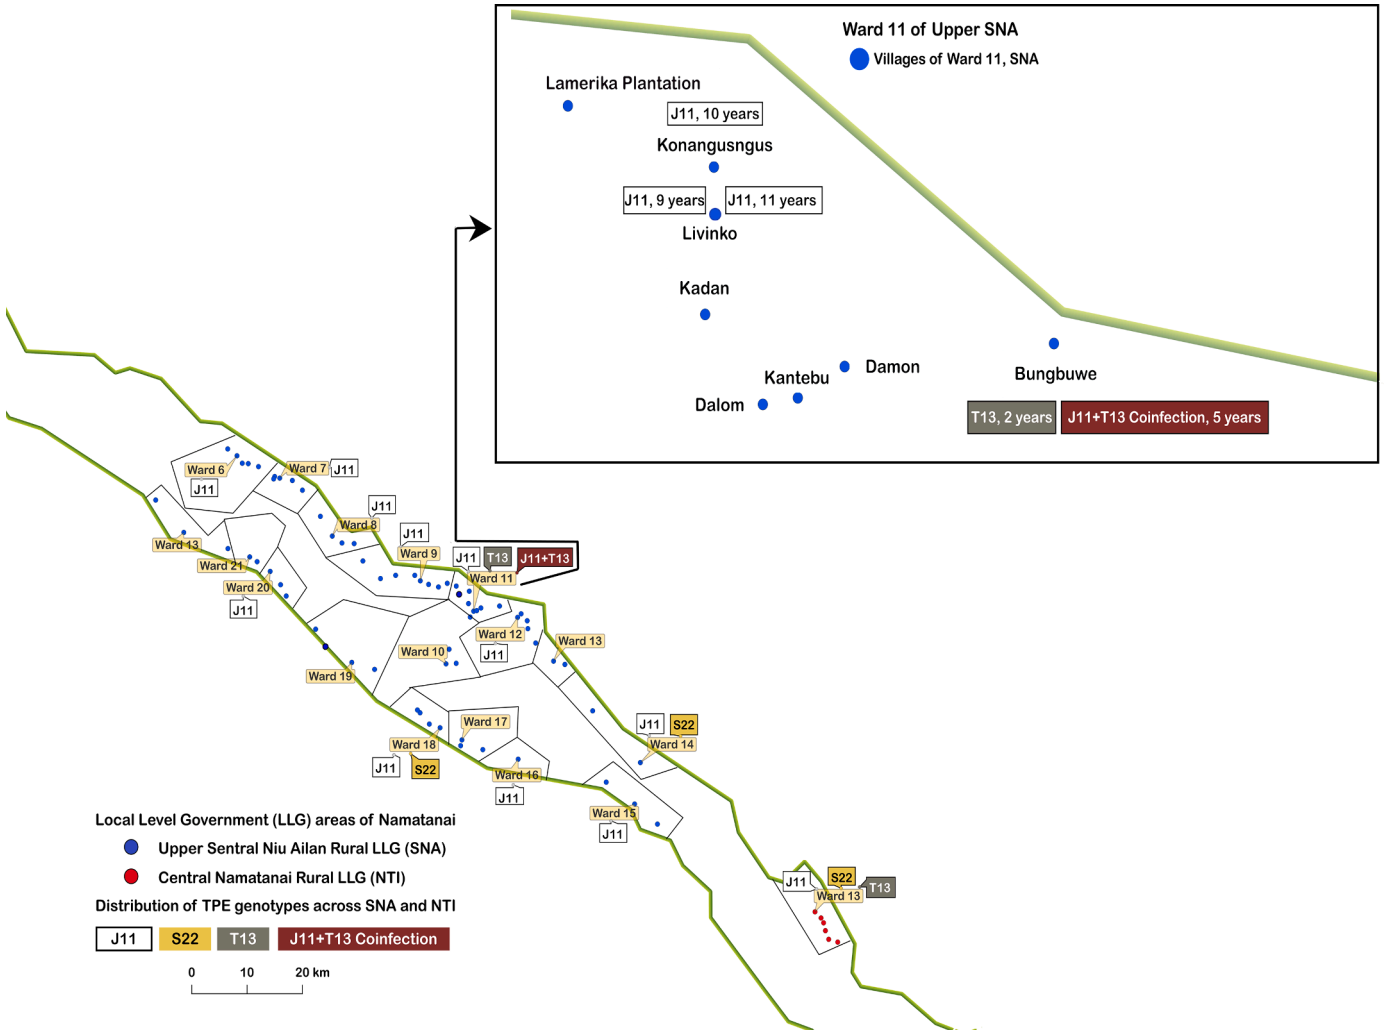 Ward 11 of Upper SNA
Villages of Ward 11, SNA
Lamerika Plantation
J11, 10 years
Konangusngus
J11, 9 years
J11, 11 years
Livinko
Kadan
Damon
Kantebu
Dalom
Bungbuwe
T13, 2 years
J11+T13 Coinfection, 5 years
Ward 6
J11
Ward 7
J11
J11
Ward 8
J11
Ward 9
J11
T13
J11+T13
Ward 11
Ward 13
Ward 21
Ward 20
J11
Ward 12
J11
Ward 13
Ward 10
Ward 19
J11
S22
Ward 14
Ward 17
Ward 18
J11
S22
Ward 16
J11
Ward 15
J11
J11
S22
T13
Ward 13
Local Level Government (LLG) areas of Namatanai
Upper Sentral Niu Ailan Rural LLG (SNA)
Central Namatanai Rural LLG (NTI)
Distribution of TPE genotypes across SNA and NTI
J11
S22
T13
J11+T13 Coinfection
0 10 20 km